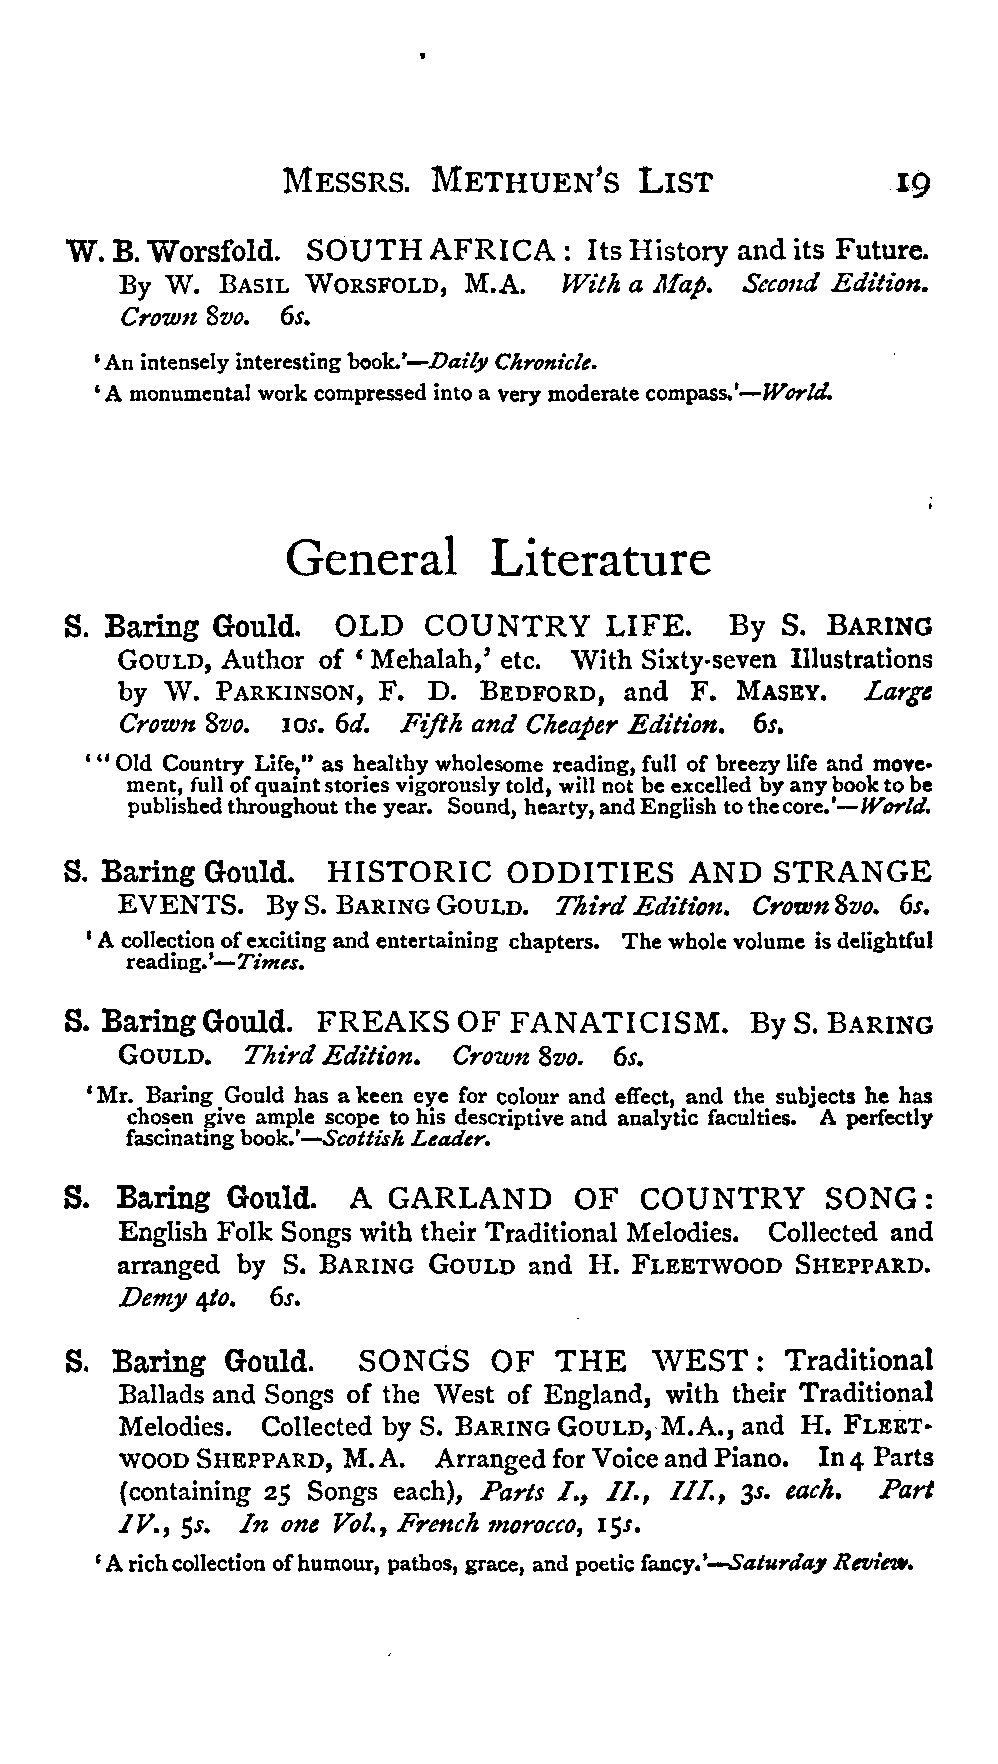 MESSRS. METHUEN'S LIST 19
W. B. Worsfold. SOUTH AFRICA: Its History and its Future.
By W. BASIL WORSFOLD, M.A. With a Map. Second Edition.
Crown 8vo. 6s.
'An intensely interesting book.'—Daily Chronicle.
'A monumental work compressed into a very moderate compass.'—World.
General Literature
S. Baring Gould. OLD COUNTRY LIFE. By S. BARING
GOULD, Author of 'Mehalah,' etc. With Sixty-seven Illustrations
by W. PARKINSON, F. D. BEDFORD, and F. MASEY. Large
Crown 8vo. 10s. 6d. Fifth and Cheaper Edition. 6s.
'"Old Country Life," as healthy wholesome reading, full of breezy life and move-
ment, full of quaint stories vigorously told, will not be excelled by any book to be
published throughout the year. Sound, hearty, and English to the core.'—World.
S. Baring Gould. HISTORIC ODDITIES AND STRANGE
EVENTS. By S. BARING GOULD. Third Edition. Crown 8vo. 6s.
'A collection of exciting and entertaining chapters. The whole volume is delightful
reading.'—Times.
S. Baring Gould. FREAKS OF FANATICISM. By S. BARING
GOULD. Third Edition. Crown 8vo. 6s.
'Mr. Baring Gould has a keen eye for colour and effect, and the subjects he has
chosen give ample scope to his descriptive and analytic faculties. A perfectly
fascinating book.'—Scottish Leader.
S. Baring Gould. A GARLAND OF COUNTRY SONG:
English Folk Songs with their Traditional Melodies. Collected and
arranged by S. BARING GOULD and H. FLEETWOOD SHEPPARD.
Demy 4to. 6s.
S. Baring Gould. SONGS OF THE WEST: Traditional
Ballads and Songs of the West of England, with their Traditional
Melodies. Collected by S. BARING GOULD, M.A., and H. FLEET-
WOOD SHEPPARD, M.A. Arranged for Voice and Piano. In 4 Parts
(containing 25 Songs each), Parts I., II., III., 3s. each. Part
IV., 5s. In one Vol., French morocco, 15s.
'A rich collection of humour, pathos, grace, and poetic fancy.'—Saturday Review.